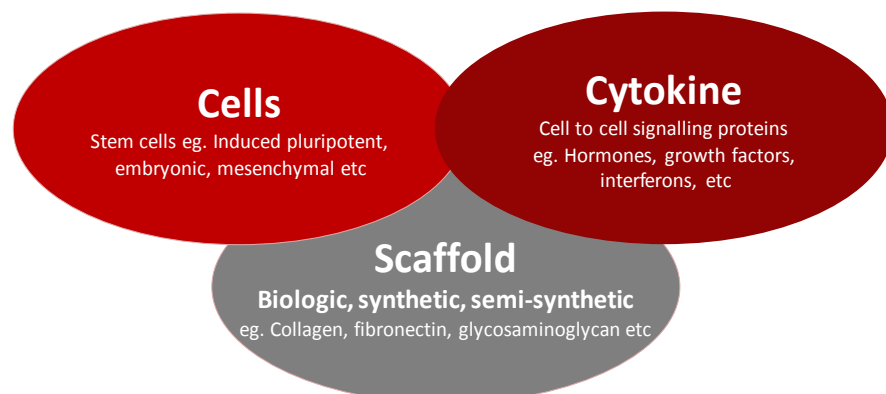 Cells
Stem cells eg. Induced pluripotent,
embryonic, mesenchymal etc
Cytokine
Cell to cell signalling proteins
eg. Hormones, growth factors,
interferons, etc
Scaffold
Biologic, synthetic, semi-synthetic
eg. Collagen, fibronectin, glycosaminoglycan etc